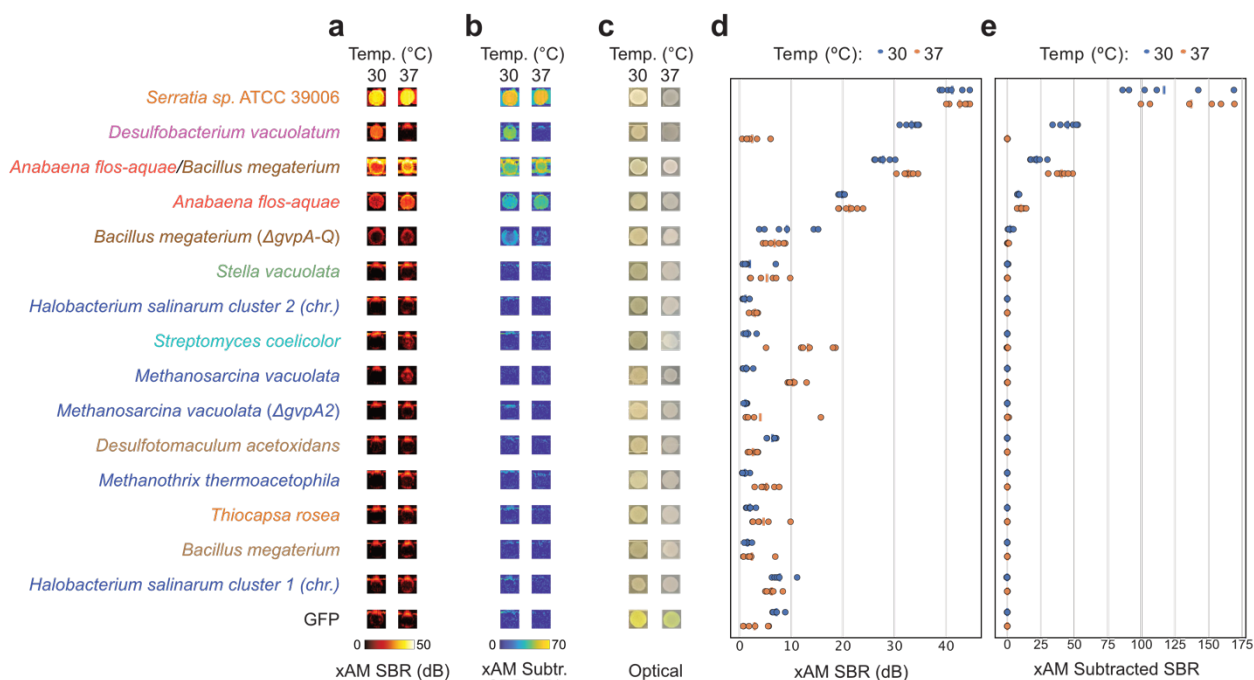 a b c d e
Temp. (°C) Temp. (°C) Temp. (°C) Temp (°C): 30 37 Temp (°C): 30 37
30 37 30 37 30 37
Serratia sp. ATCC 39006
Desulfobacterium vacuolatum
Anabaena flos-aquae/Bacillus megaterium
Anabaena flos-aquae
Bacillus megaterium (ΔgvpA-Q)
Stella vacuolata
Halobacterium salinarum cluster 2 (chr.)
Streptomyces coelicolor
Methanosarcina vacuolata
Methanosarcina vacuolata (ΔgvpA2)
Desulfotomaculum acetoxidans
Methanothrix thermoacetophila
Thiocapsa rosea
Bacillus megaterium
Halobacterium salinarum cluster 1 (chr.)
GFP
0 50 0 70 0 10 20 30 40 0 25 50 75 100 125 150 175
xAM SBR (dB) xAM Subtr. Optical xAM SBR (dB) xAM Subtracted SBR